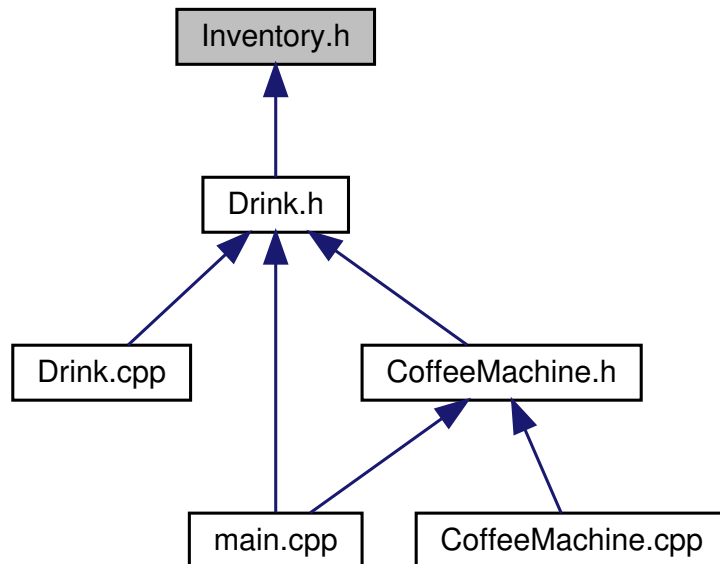 Inventory.h
Drink.h
Drink.cpp
CoffeeMachine.h
main.cpp
CoffeeMachine.cpp